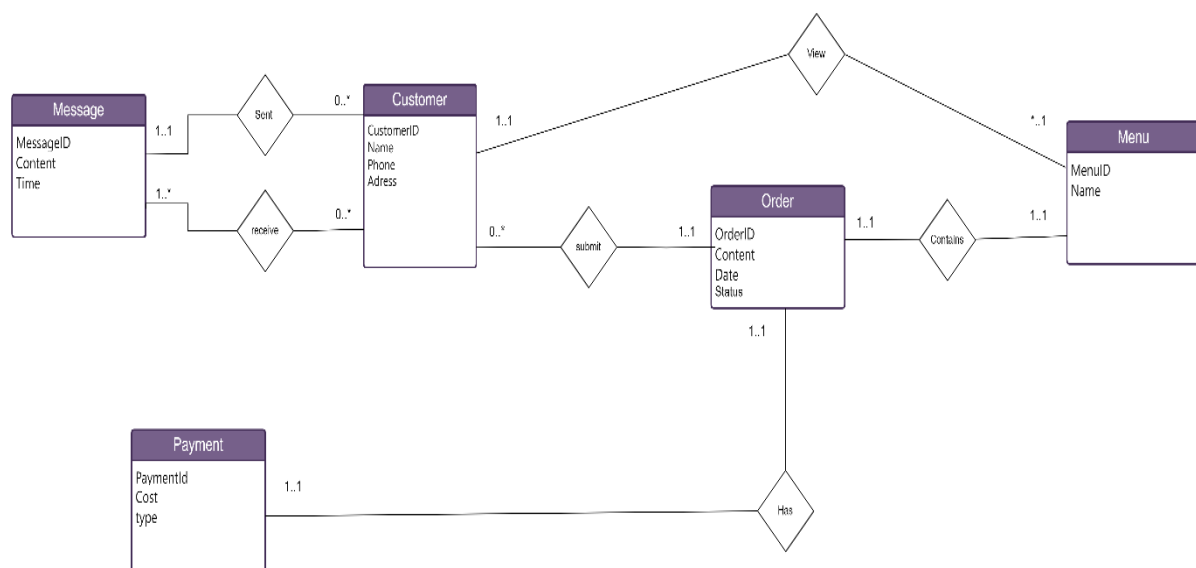 View
Message
MessageID
Content
Time
Sent
0..*
1..1
Customer
CustomerID
Name
Phone
Adress
1..1
*..1
Menu
MenuID
Name
1..*
receive
0..*
0..*
submit
1..1
Order
OrderID
Content
Date
Status
1..1
Contains
1..1
1..1
Payment
PaymentId
Cost
type
1..1
Has